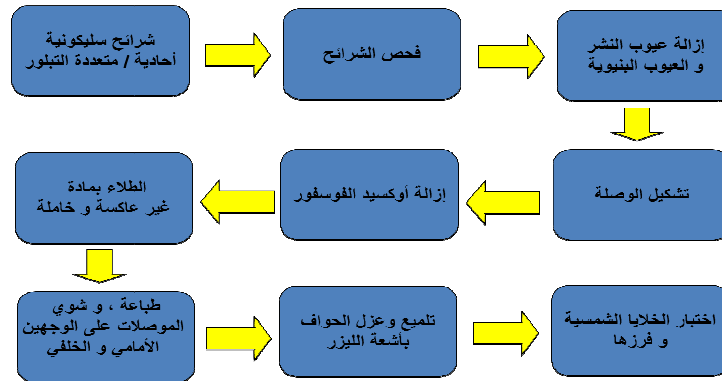 شرائح سليكونية
أحادية / متعددة التبلور
فحص الشرائح
إزالة عيوب النشر
و العيوب البنيوية
تشكيل الوصلة
إزالة أوكسيد الفوسفور
الطلاء بمادة
غير عاكسة و خاملة
طباعة ، و شوي
الموصلات على الوجهين
الأمامي و الخلفي
تلميع وعزل الحواف
بأشعة الليزر
اختبار الخلايا الشمسية
و فرزها